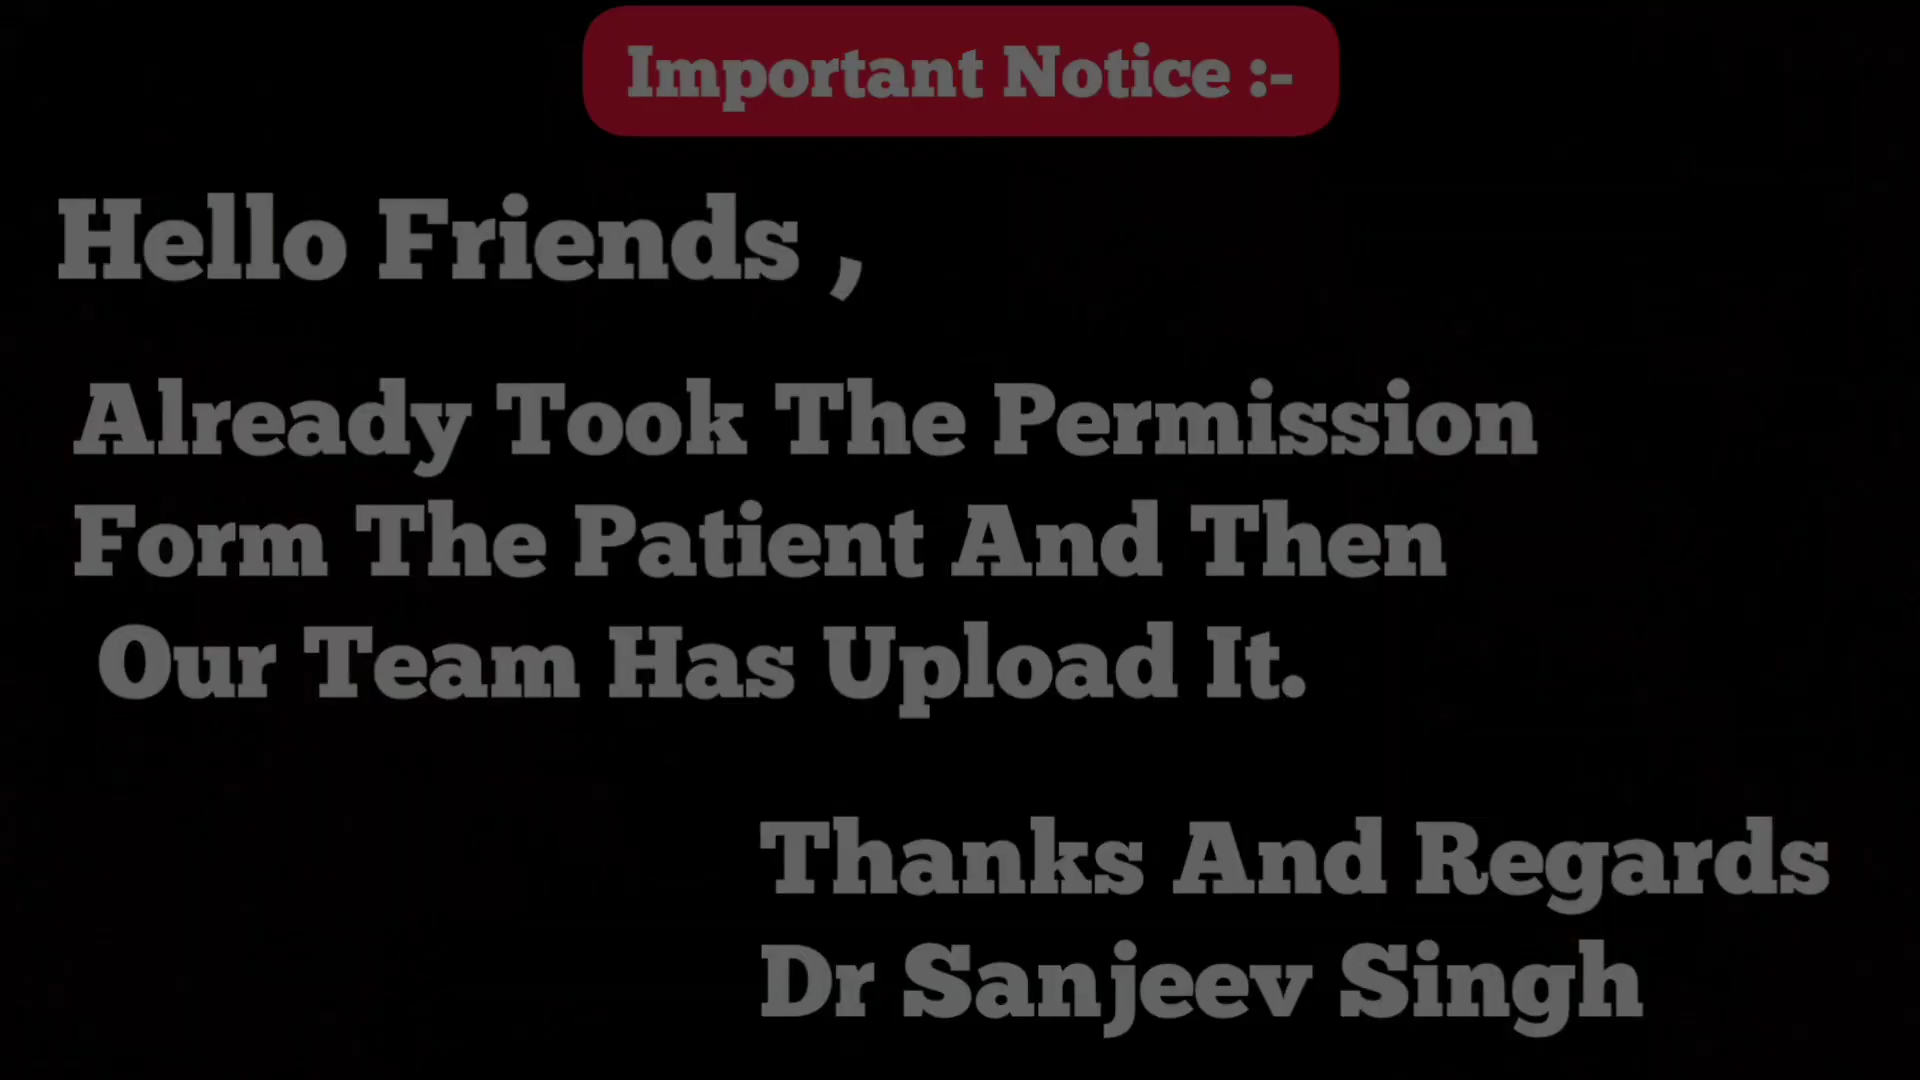 Important Notice :-
Hello Friends ,
Already Took The Permission
Form The Patient And Then
Our Team Has Upload It.
Thanks And Regards
Dr Sanjeev Singh